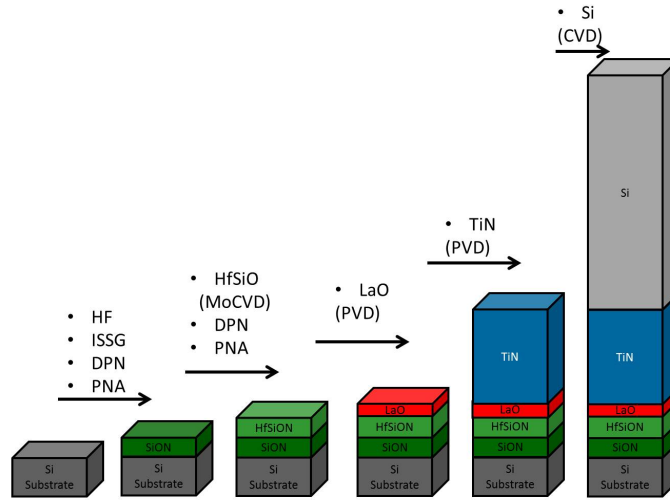 • Si
(CVD)
Si
• TiN
(PVD)
• HfSiO
(MoCVD)
• DPN
• PNA
• LaO
(PVD)
• HF
• ISSG
• DPN
• PNA
TiN
TiN
LaO
LaO
LaO
HfSiON
HfSiON
HfSiON
HfSiON
SiON
SiON
SiON
SiON
SiON
Si
Substrate
Si
Substrate
Si
Substrate
Si
Substrate
Si
Substrate
Si
Substrate